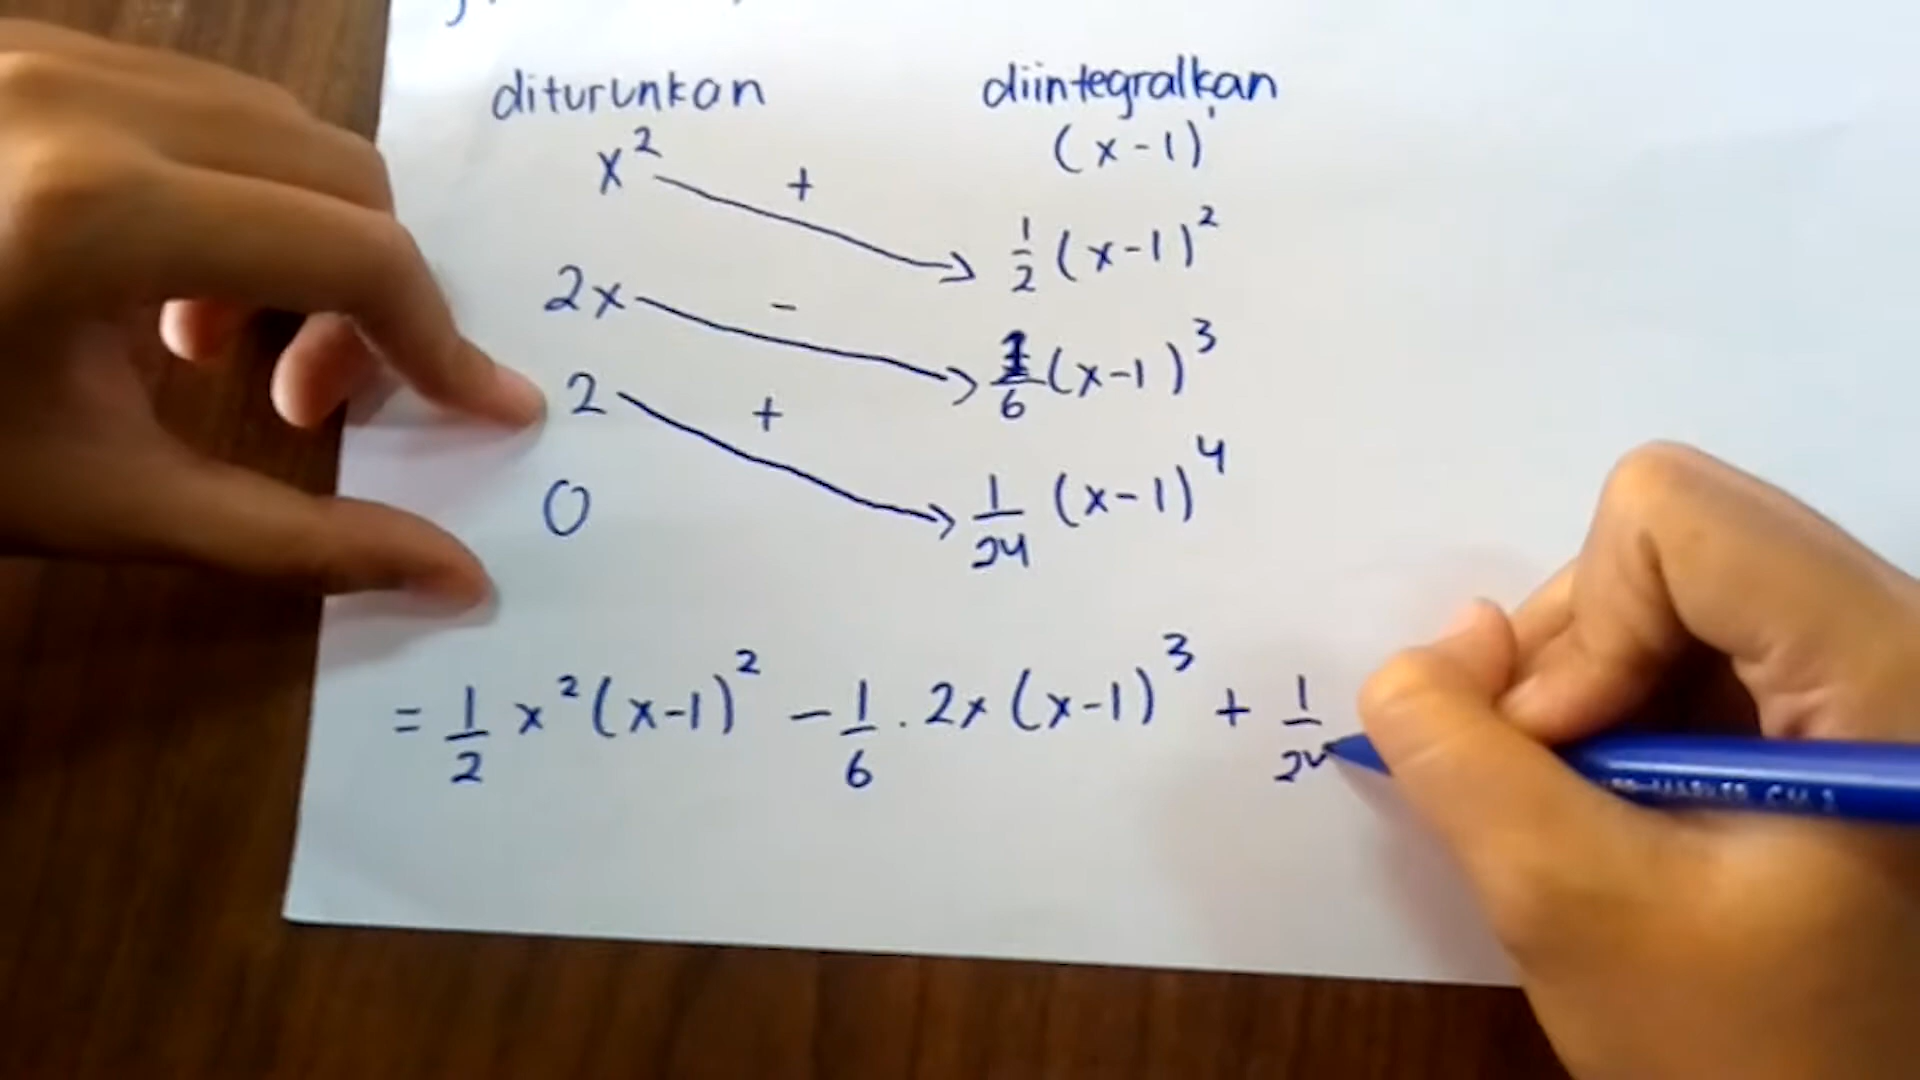 diturunkan diintegralkan
x² + (x-1)¹
½ (x-1)²
2x - 1/6 (x-1)³
2 + 1/24 (x-1)⁴
0
= 1/2 x² (x-1)² - 1/6 . 2x (x-1)³ + 1/24